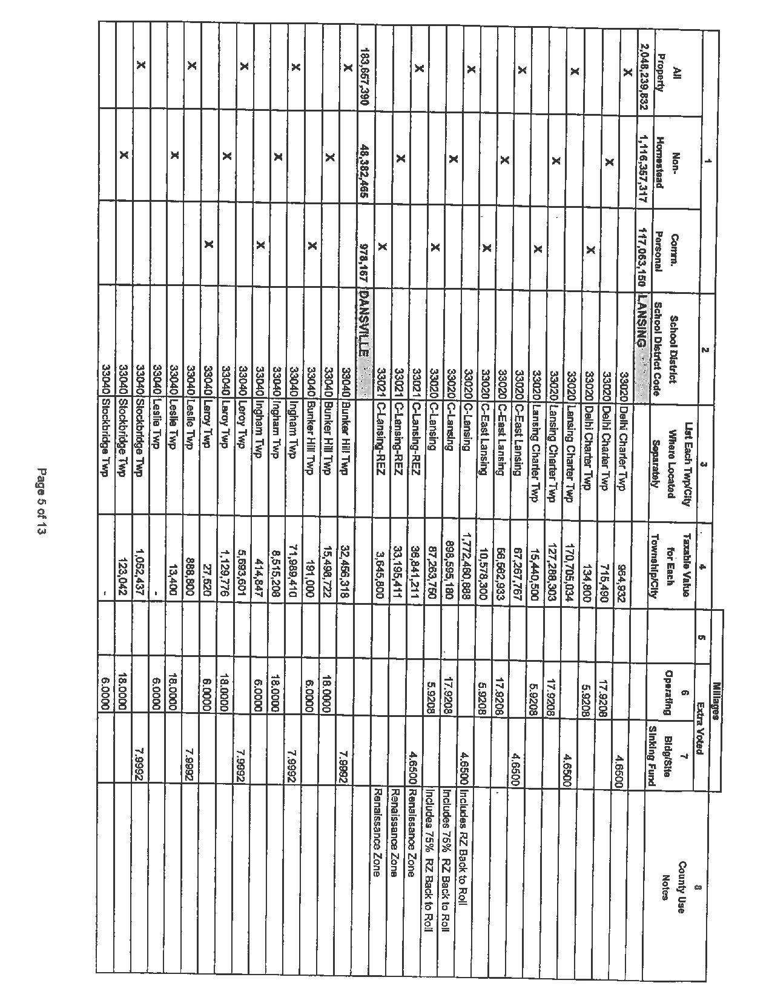 Millages
1 2 3 4 5 Extra Voted 8
6 7
All Non- Comm. School District List Each Twp/City Taxable Value Operating Bldg/Site County Use
Property Homestead Personal School District Code Where Located for Each Sinking Fund Notes
Separately Township/City
2,048,239,832 1,116,357,317 117,063,150 LANSING
X 33020 Delhi Charter Twp 964,932 4.6500
X 33020 Delhi Charter Twp 715,490 17.9208
X 33020 Delhi Charter Twp 134,800 5.9208
X 33020 Lansing Charter Twp 170,705,034 4.6500
X 33020 Lansing Charter Twp 127,288,303 17.9208
X 33020 Lansing Charter Twp 15,440,500 5.9208
X 33020 C-East Lansing 67,267,767 4.6500
X 33020 C-East Lansing 56,562,933 17.9208
X 33020 C-East Lansing 10,578,300 5.9208
X 33020 C-Lansing 1,772,460,888 4.6500 Includes RZ Back to Roll
X 33020 C-Lansing 898,595,180 17.9208 Includes 75% RZ Back to Roll
X 33020 C-Lansing 87,263,750 5.9208 Includes 75% RZ Back to Roll
X 33021 C-Lansing-REZ 36,841,211 4.6500 Renaissance Zone
X 33021 C-Lansing-REZ 33,195,411 Renaissance Zone
X 33021 C-Lansing-REZ 3,645,800 Renaissance Zone
183,657,390 48,382,465 978,167 DANSVILLE
X 33040 Bunker Hill Twp 32,456,318 7.9992
X 33040 Bunker Hill Twp 15,498,722 18.0000
X 33040 Bunker Hill Twp 191,000 6.0000
X 33040 Ingham Twp 71,989,410 7.9992
X 33040 Ingham Twp 8,515,208 18.0000
X 33040 Ingham Twp 414,847 6.0000
X 33040 Leroy Twp 5,693,601 7.9992
X 33040 Leroy Twp 1,129,776 18.0000
X 33040 Leroy Twp 27,520 6.0000
X 33040 Leslie Twp 888,800 7.9992
X 33040 Leslie Twp 13,400 18.0000
33040 Leslie Twp - 6.0000
X 33040 Stockbridge Twp 1,052,437 7.9992
X 33040 Stockbridge Twp 123,042 18.0000
33040 Stockbridge Twp - 6.0000
Page 5 of 13